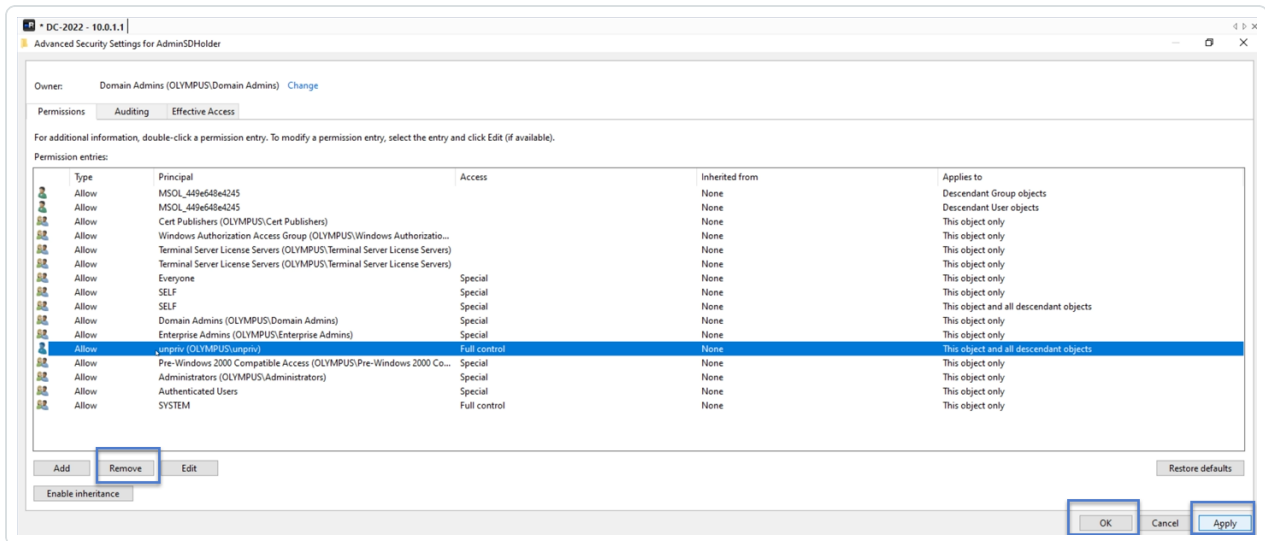 * DC-2022 - 10.0.1.1
Advanced Security Settings for AdminSDHolder
Owner: Domain Admins (OLYMPUS\Domain Admins) Change
Permissions Auditing Effective Access
For additional information, double-click a permission entry. To modify a permission entry, select the entry and click Edit (if available).
Permission entries:
Type Principal Access Inherited from Applies to
Allow MSOL_449e648e4245 None Descendant Group objects
Allow MSOL_449e648e4245 None Descendant User objects
Allow Cert Publishers (OLYMPUS\Cert Publishers) None This object only
Allow Windows Authorization Access Group (OLYMPUS\Windows Authorizatio... None This object only
Allow Terminal Server License Servers (OLYMPUS\Terminal Server License Servers) None This object only
Allow Terminal Server License Servers (OLYMPUS\Terminal Server License Servers) None This object only
Allow Everyone Special None This object only
Allow SELF Special None This object only
Allow SELF Special None This object and all descendant objects
Allow Domain Admins (OLYMPUS\Domain Admins) Special None This object only
Allow Enterprise Admins (OLYMPUS\Enterprise Admins) Special None This object only
Allow unpriv (OLYMPUS\unpriv) Full control None This object and all descendant objects
Allow Pre-Windows 2000 Compatible Access (OLYMPUS\Pre-Windows 2000 Co... Special None This object only
Allow Administrators (OLYMPUS\Administrators) Special None This object only
Allow Authenticated Users Special None This object only
Allow SYSTEM Full control None This object only
Add Remove Edit Restore defaults
Enable inheritance
OK Cancel Apply